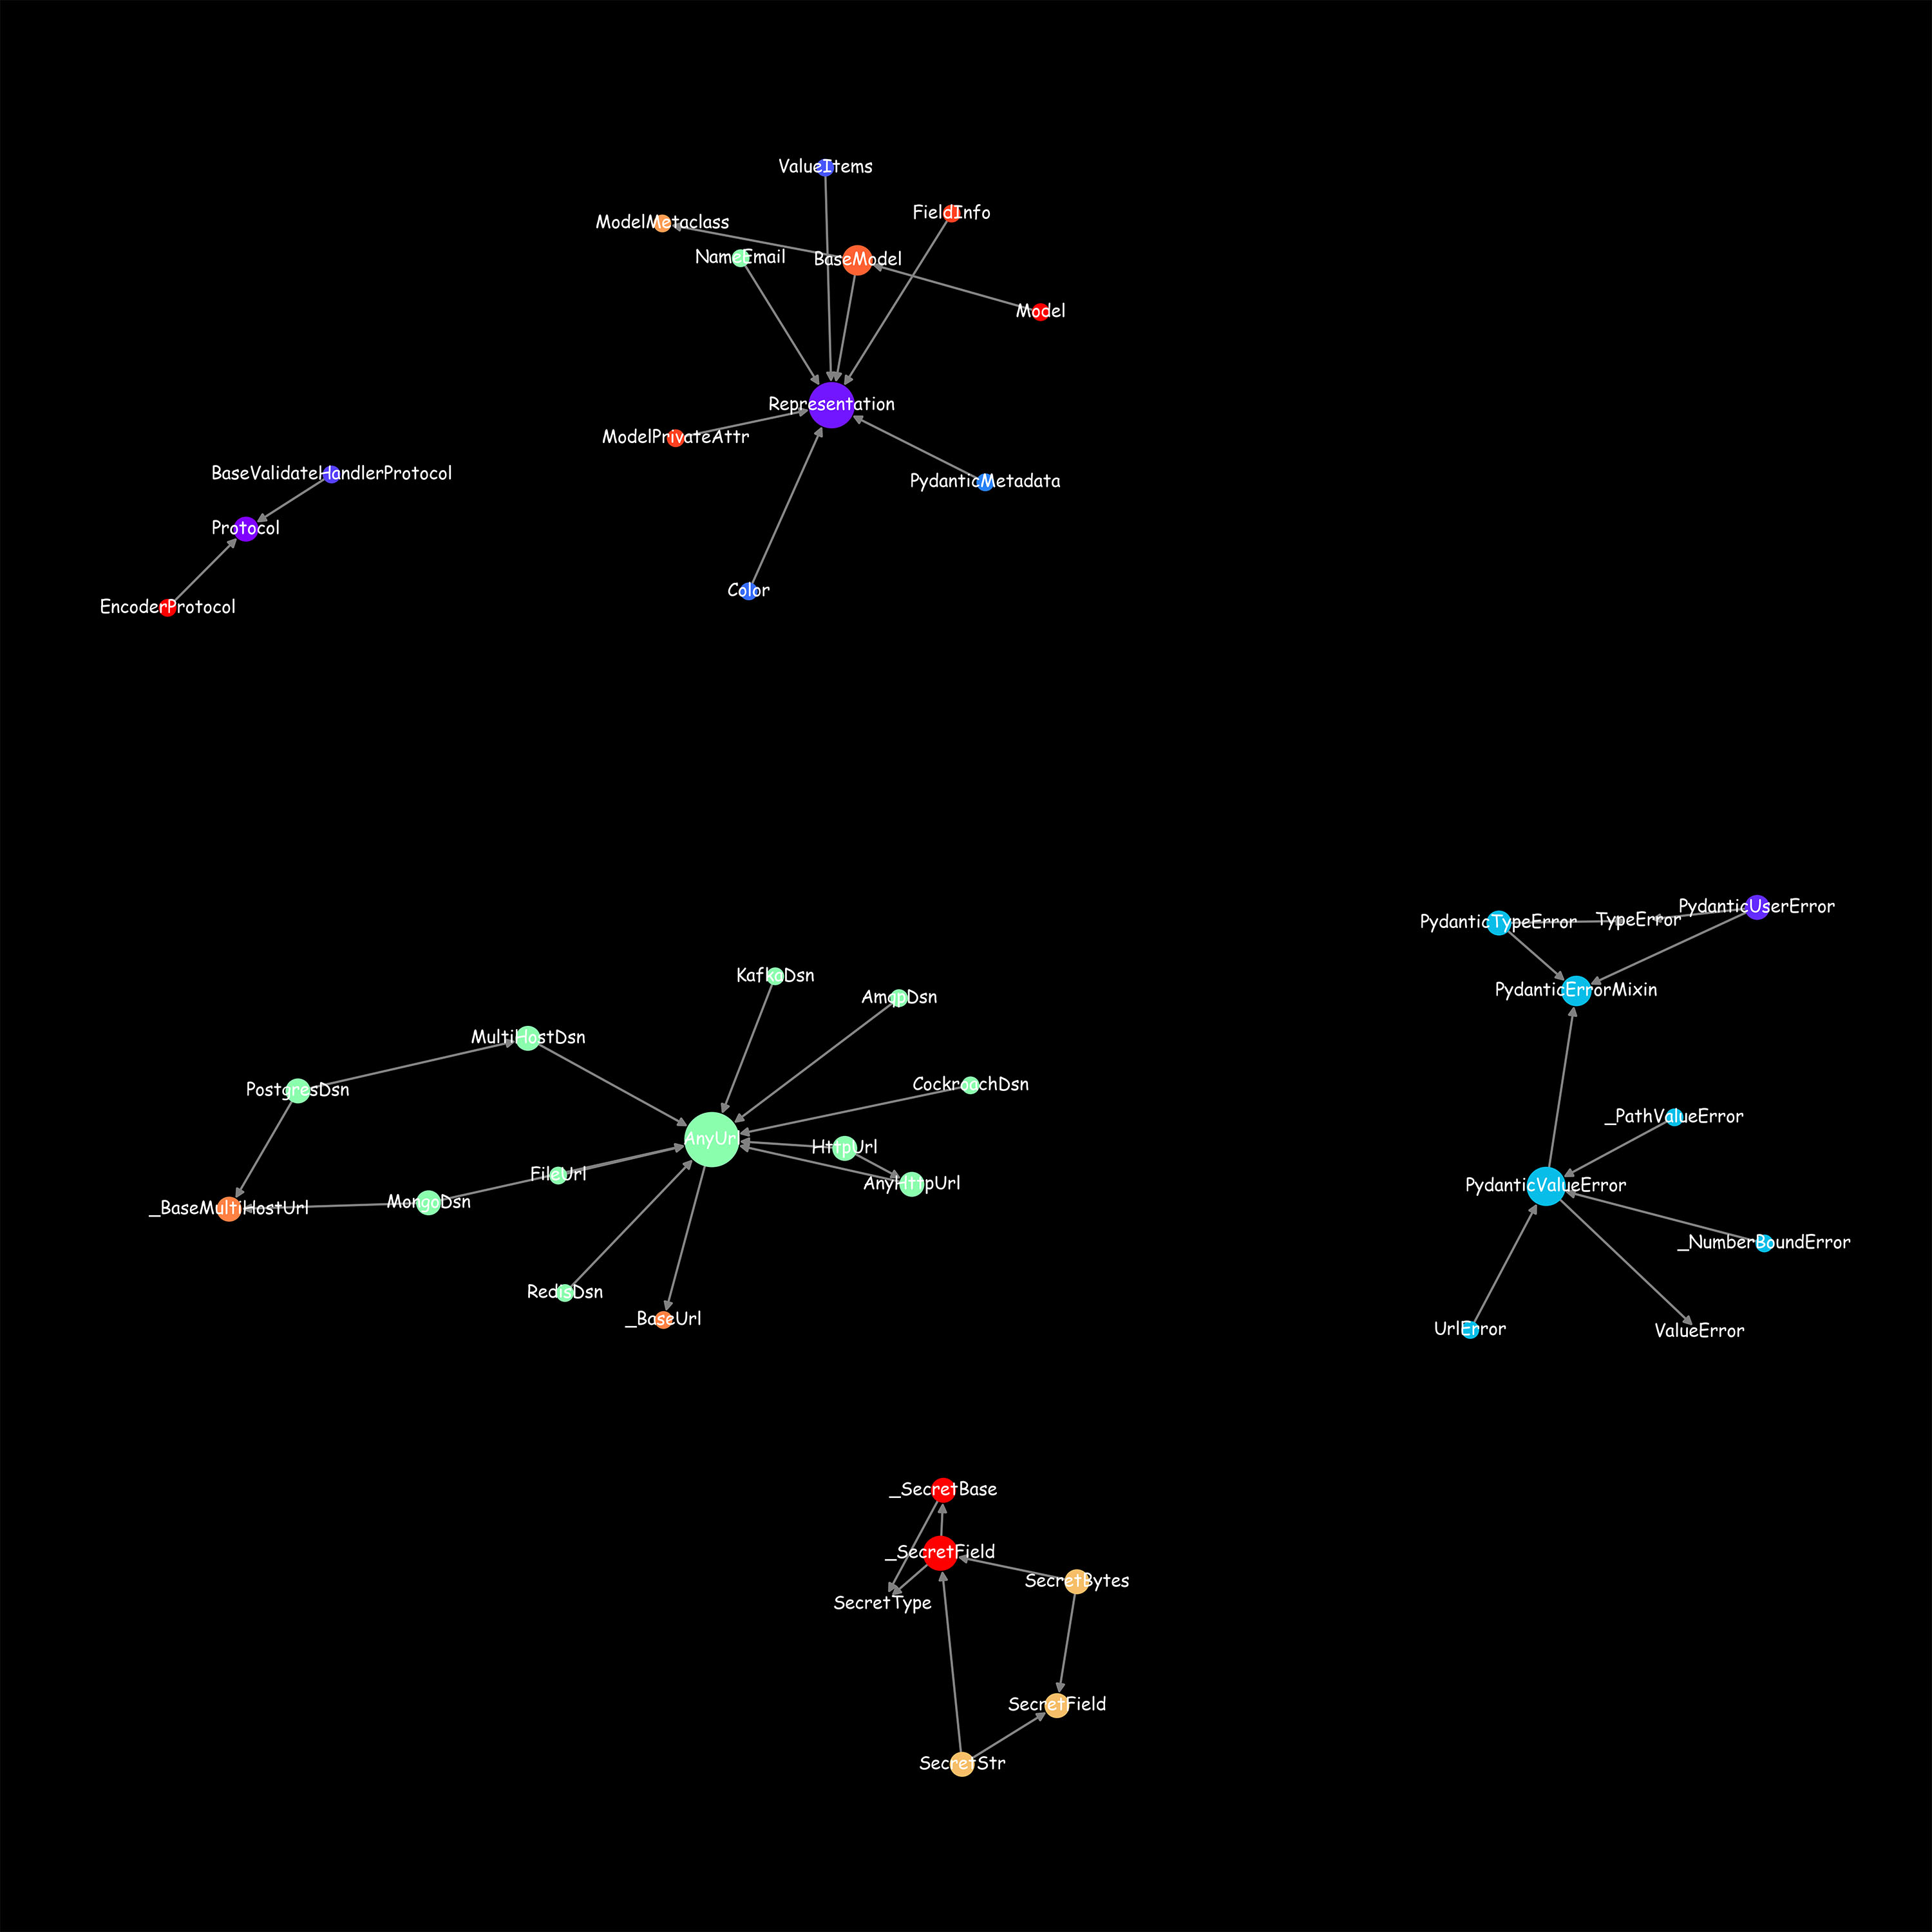 ValueItems
FieldInfo
ModelMetaclass
NameEmail
BaseModel
Model
Representation
ModelPrivateAttr
BaseValidateHandlerProtocol
PydanticMetadata
Protocol
Color
EncoderProtocol
PydanticUserError
PydanticTypeError
TypeError
KafkaDsn
PydanticErrorMixin
AmqpDsn
MultiHostDsn
CockroachDsn
PostgresDsn
_PathValueError
AnyUrl
HttpUrl
FileUrl
AnyHttpUrl
PydanticValueError
MongoDsn
_BaseMultiHostUrl
_NumberBoundError
RedisDsn
_BaseUrl
UrlError
ValueError
_SecretBase
_SecretField
SecretBytes
SecretType
SecretField
SecretStr